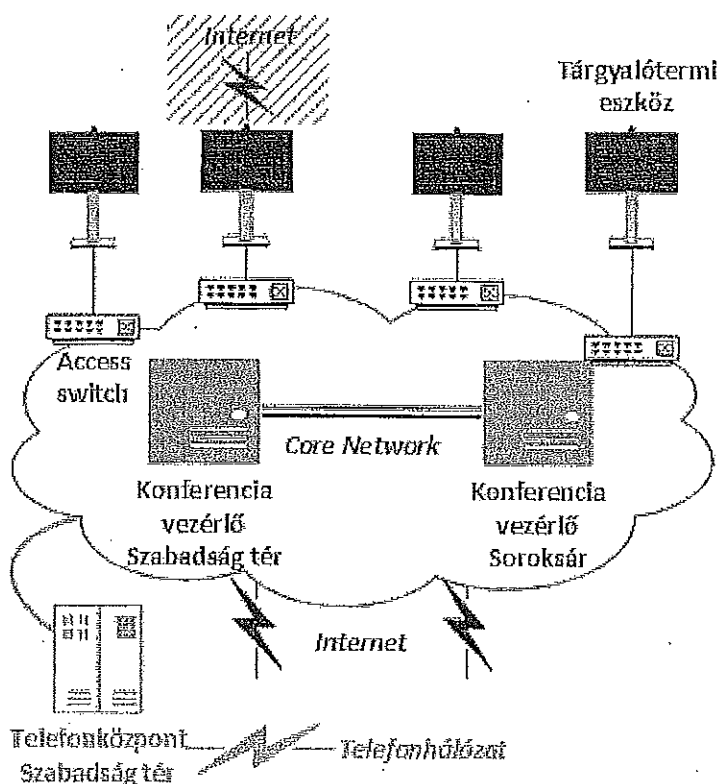 Internet
Tárgyalótermi
eszköz
Access
switch
Core Network
Konferencia
vezérlő
Szabadság tér
Konferencia
vezérlő
Soroksár
Internet
Telefonközpont
Szabadság tér
Telefonhálózat